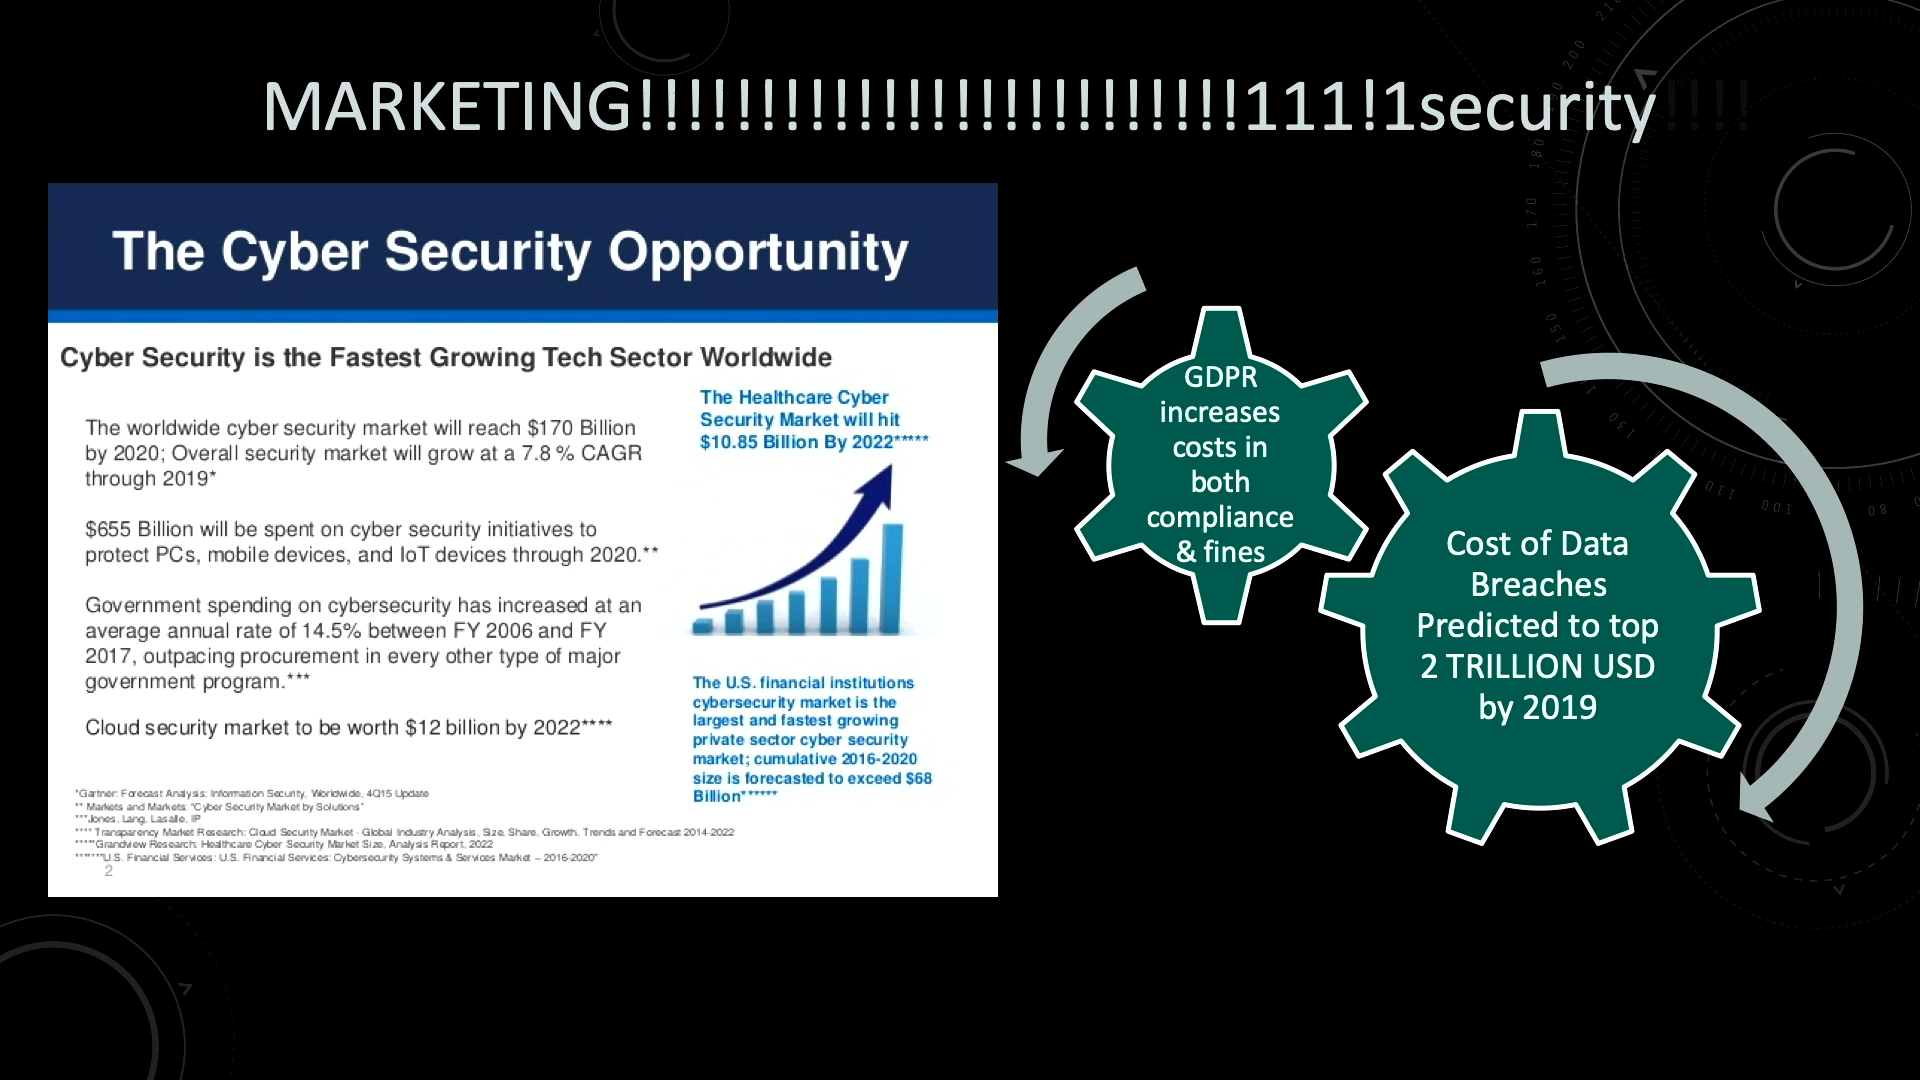 MARKETING!!!!!!!!!!!!!!!!!!!!!!!!!111!1security!!!!
The Cyber Security Opportunity
Cyber Security is the Fastest Growing Tech Sector Worldwide
The worldwide cyber security market will reach $170 Billion
by 2020; Overall security market will grow at a 7.8 % CAGR
through 2019*
$655 Billion will be spent on cyber security initiatives to
protect PCs, mobile devices, and IoT devices through 2020.**
Government spending on cybersecurity has increased at an
average annual rate of 14.5% between FY 2006 and FY
2017, outpacing procurement in every other type of major
government program.***
Cloud security market to be worth $12 billion by 2022****
The Healthcare Cyber
Security Market will hit
$10.85 Billion By 2022*****
The U.S. financial institutions
cybersecurity market is the
largest and fastest growing
private sector cyber security
market; cumulative 2016-2020
size is forecasted to exceed $68
Billion******
*Gartner: Forecast Analysis: Information Security, Worldwide, 4Q15 Update
** Markets and Markets: "Cyber Security Market by Solutions"
***Jones, Lang, Lasalle, IP
**** Transparency Market Research: Cloud Security Market - Global Industry Analysis, Size, Share, Growth, Trends and Forecast 2014-2022
*****Grandview Research: Healthcare Cyber Security Market Size, Analysis Report, 2022
*******U.S. Financial Services: U.S. Financial Services: Cybersecurity Systems & Services Market – 2016-2020"
2
GDPR
increases
costs in
both
compliance
& fines
Cost of Data
Breaches
Predicted to top
2 TRILLION USD
by 2019
200
180
170
160
150
130
110
100
80